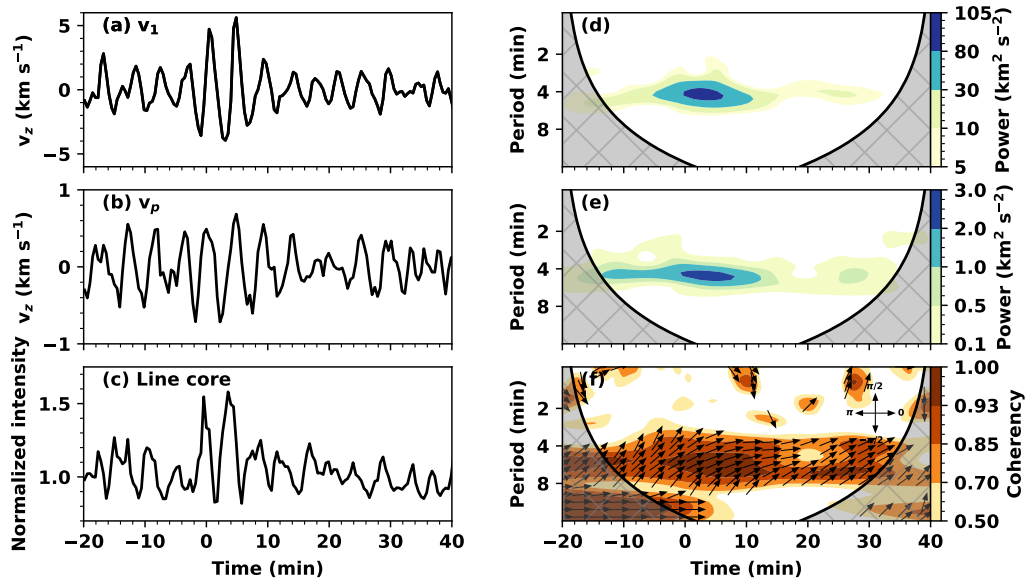 (a) v1
5
0
−5
vz (km s−1)
(d)
2
4
8
Period (min)
105
80
30
10
5
Power (km2 s−2)
(b) vp
1
0
−1
vz (km s−1)
(e)
2
4
8
Period (min)
3.0
2.0
1.0
0.5
0.1
Power (km2 s−2)
(c) Line core
1.5
1.0
Normalized intensity
−20 −10 0 10 20 30 40
Time (min)
(f)
π/2
π 0
2
4
8
Period (min)
−20 −10 0 10 20 30 40
Time (min)
1.00
0.93
0.85
0.70
0.50
Coherency